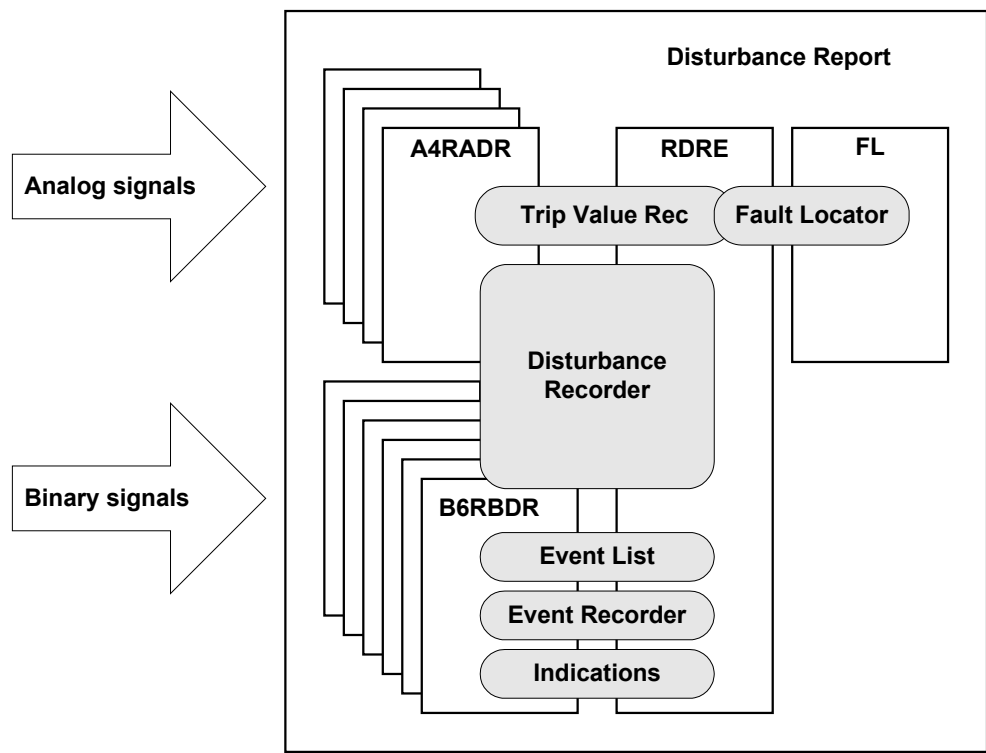 Disturbance Report
A4RADR
RDRE
FL
Analog signals
Trip Value Rec
Fault Locator
Disturbance
Recorder
Binary signals
B6RBDR
Event List
Event Recorder
Indications